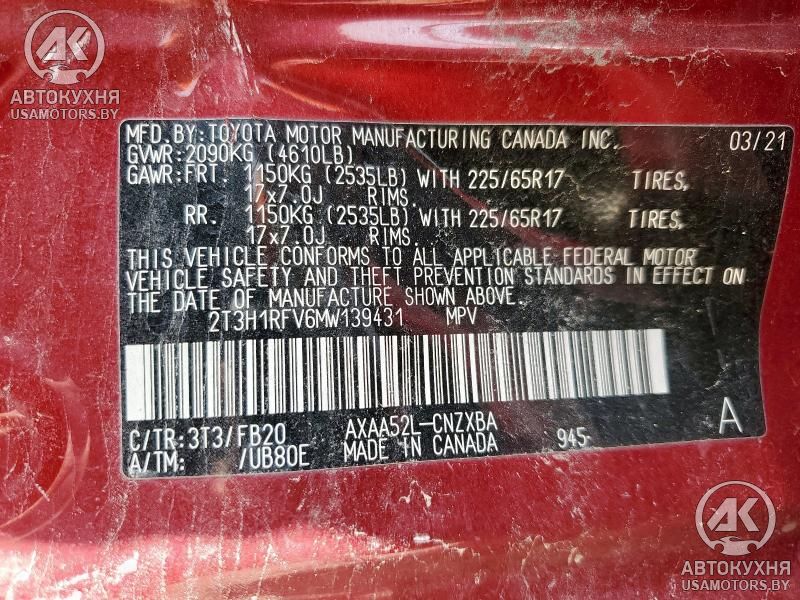 АК
АВТОКУХНЯ
USAMOTORS.BY
MFD.BY:TOYOTA MOTOR MANUFACTURING CANADA INC. 03/21
GVWR:2090KG (4610LB)
GAWR:FRT. 1150KG (2535LB) WITH 225/65R17 TIRES,
17x7.0J RIMS.
RR. 1150KG (2535LB) WITH 225/65R17 TIRES,
17x7.0J RIMS.
THIS VEHICLE CONFORMS TO ALL APPLICABLE FEDERAL MOTOR
VEHICLE SAFETY AND THEFT PREVENTION STANDARDS IN EFFECT ON
THE DATE OF MANUFACTURE SHOWN ABOVE.
2T3H1RFV6MW139431 MPV
C/TR:3T3/FB20 AXAA52L-CNZXBA 945- A
A/TM: /UB80E MADE IN CANADA
АК
АВТОКУХНЯ
USAMOTORS.BY